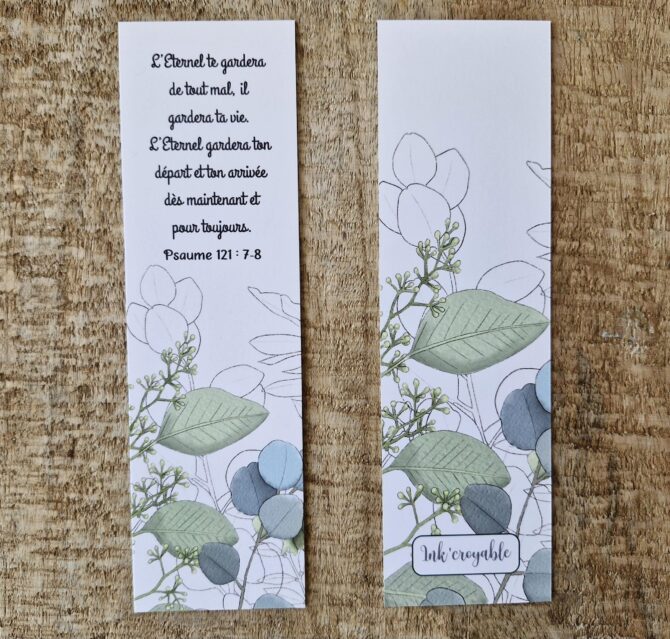 L'Eternel te gardera
de tout mal, il
gardera ta vie.
L'Eternel gardera ton
départ et ton arrivée
dès maintenant et
pour toujours.
Psaume 121 : 7-8
Ink'croyable